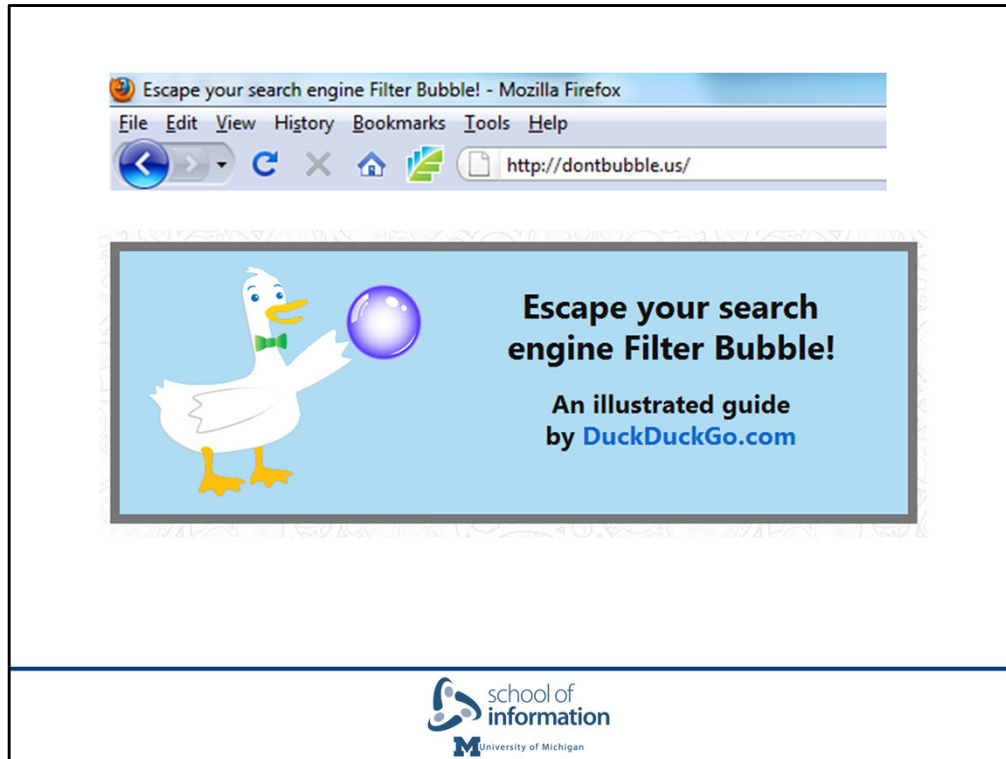 Escape your search engine Filter Bubble! - Mozilla Firefox
File Edit View History Bookmarks Tools Help
http://dontbubble.us/
Escape your search
engine Filter Bubble!
An illustrated guide
by DuckDuckGo.com
school of
information
M University of Michigan